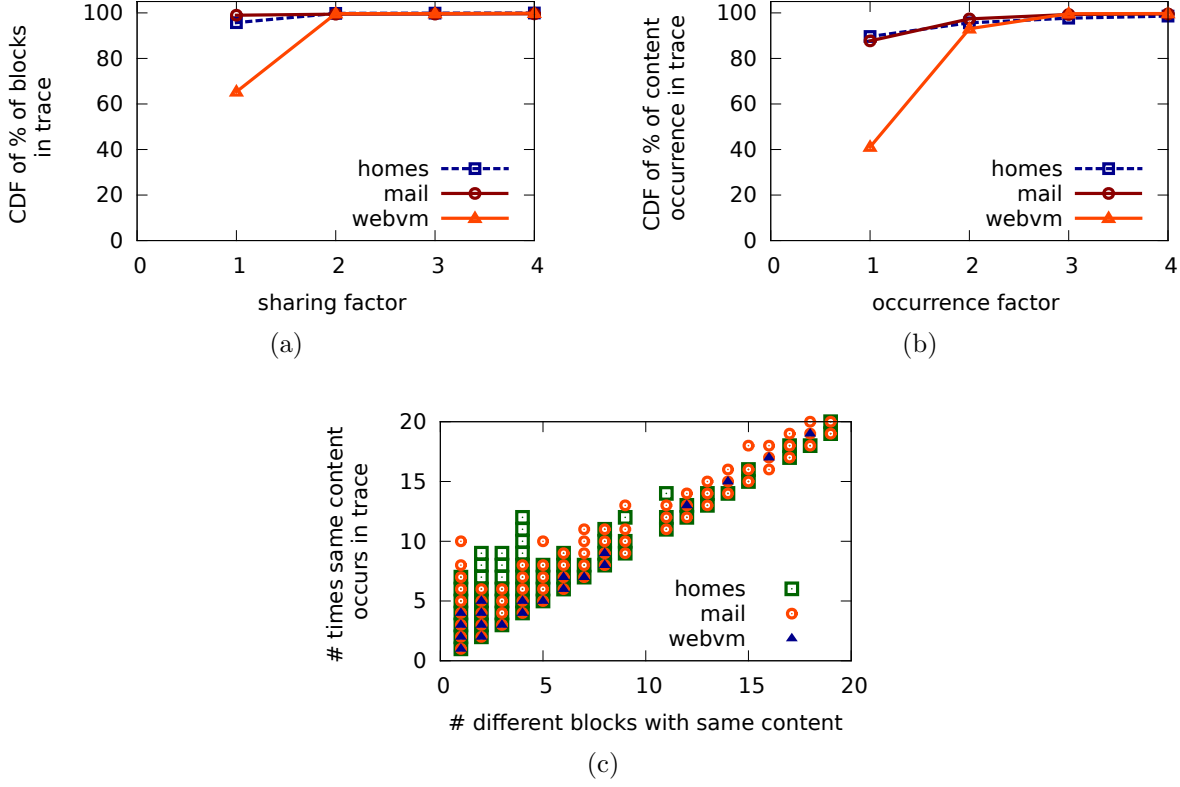 CDF of % of blocks
in trace
100
80
60
40
20
0
homes
mail
webvm
0 1 2 3 4
sharing factor
(a)
CDF of % of content
occurrence in trace
100
80
60
40
20
0
homes
mail
webvm
0 1 2 3 4
occurrence factor
(b)
# times same content
occurs in trace
20
15
10
5
0
homes
mail
webvm
0 5 10 15 20
# different blocks with same content
(c)